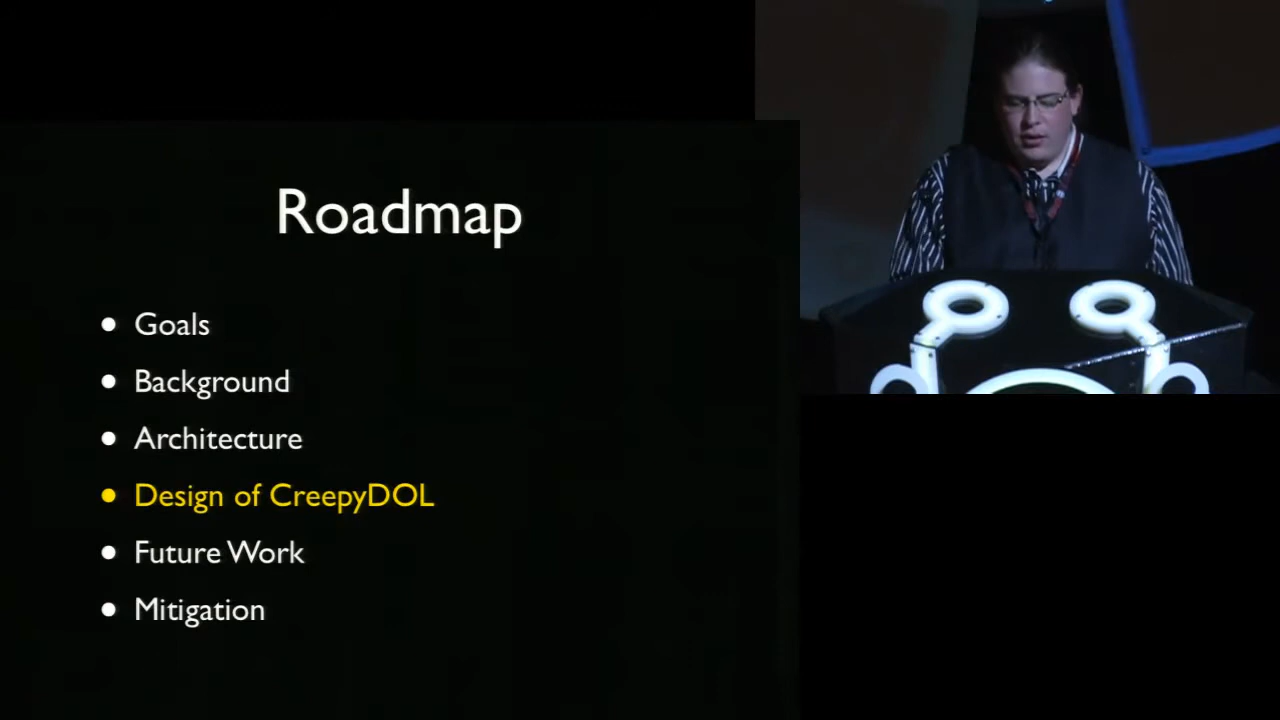 Roadmap
Goals
Background
Architecture
Design of CreepyDOL
Future Work
Mitigation